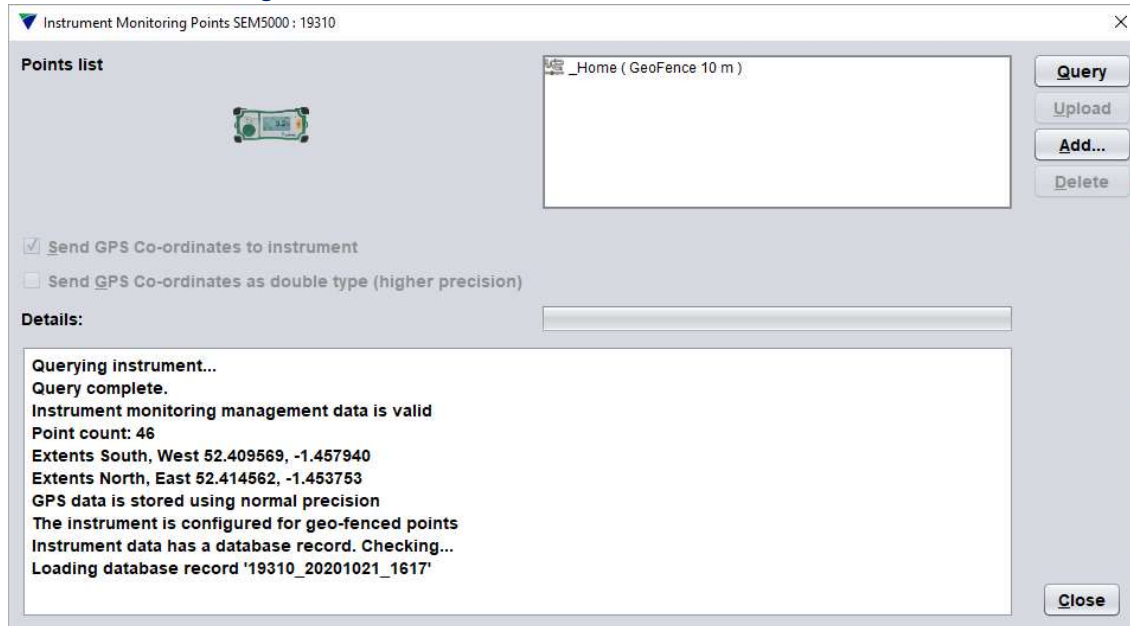 Instrument Monitoring Points SEM5000 : 19310
Points list
_Home ( GeoFence 10 m )
Query
Upload
Add...
Delete
Send GPS Co-ordinates to instrument
Send GPS Co-ordinates as double type (higher precision)
Details:
Querying instrument...
Query complete.
Instrument monitoring management data is valid
Point count: 46
Extents South, West 52.409569, -1.457940
Extents North, East 52.414562, -1.453753
GPS data is stored using normal precision
The instrument is configured for geo-fenced points
Instrument data has a database record. Checking...
Loading database record '19310_20201021_1617'
Close